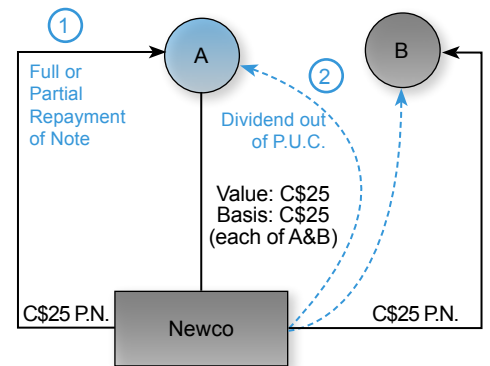 1
A
B
Full or
Partial
Repayment
of Note
2
Dividend out
of P.U.C.
Value: C$25
Basis: C$25
(each of A&B)
C$25 P.N.
Newco
C$25 P.N.